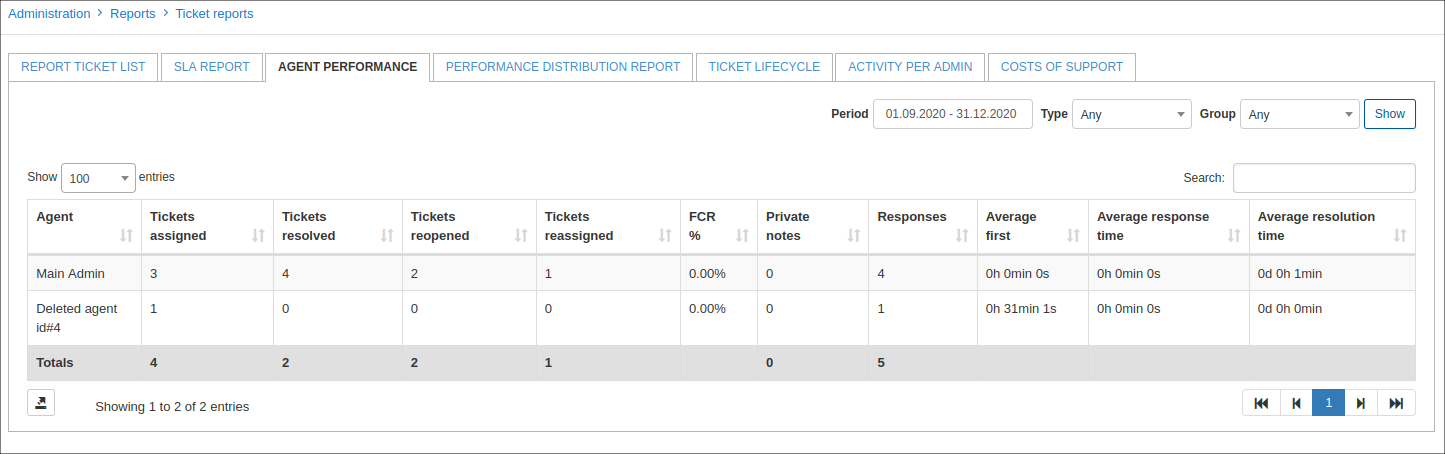 Administration > Reports > Ticket reports
REPORT TICKET LIST SLA REPORT AGENT PERFORMANCE PERFORMANCE DISTRIBUTION REPORT TICKET LIFECYCLE ACTIVITY PER ADMIN COSTS OF SUPPORT
Period 01.09.2020 - 31.12.2020 Type Any Group Any Show
Show 100 entries Search:
Agent Tickets Tickets Tickets Tickets FCR Private Responses Average Average response Average resolution
assigned resolved reopened reassigned % notes first time time
Main Admin 3 4 2 1 0.00% 0 4 0h 0min 0s 0h 0min 0s 0d 0h 1min
Deleted agent 1 0 0 0 0.00% 0 1 0h 31min 1s 0h 0min 0s 0d 0h 0min
id#4
Totals 4 2 2 1 0 5
Showing 1 to 2 of 2 entries 1